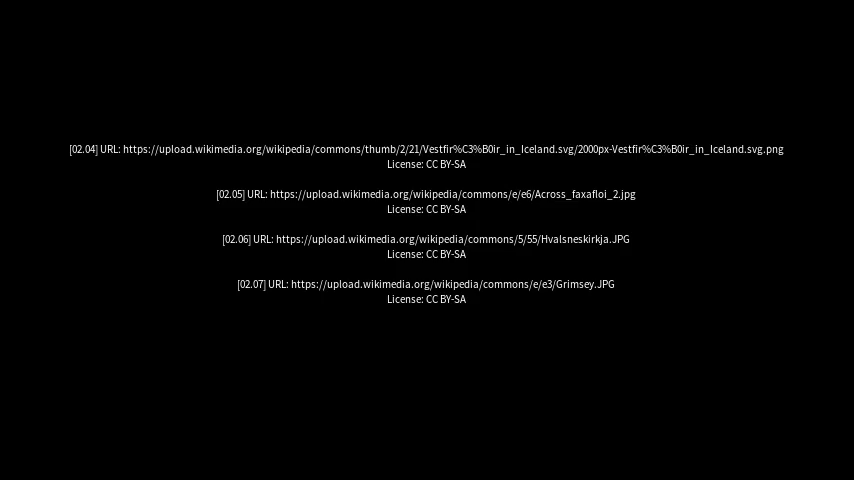 [02.04] URL: https://upload.wikimedia.org/wikipedia/commons/thumb/2/21/Vestfir%C3%B0ir_in_Iceland.svg/2000px-Vestfir%C3%B0ir_in_Iceland.svg.png
License: CC BY-SA
[02.05] URL: https://upload.wikimedia.org/wikipedia/commons/e/e6/Across_faxafloi_2.jpg
License: CC BY-SA
[02.06] URL: https://upload.wikimedia.org/wikipedia/commons/5/55/Hvalsneskirkja.JPG
License: CC BY-SA
[02.07] URL: https://upload.wikimedia.org/wikipedia/commons/e/e3/Grimsey.JPG
License: CC BY-SA